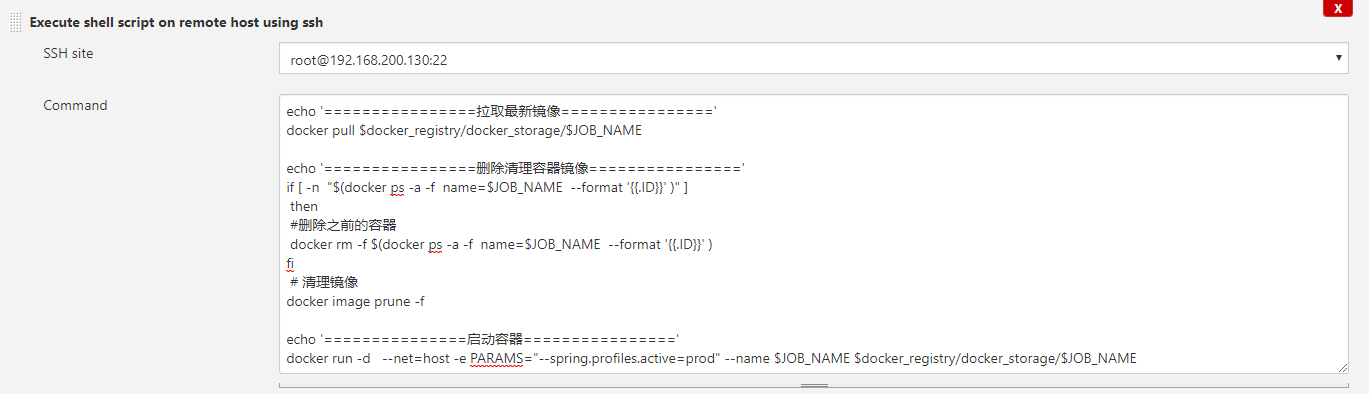 Execute shell script on remote host using ssh
X
SSH site
root@192.168.200.130:22
Command
echo '================拉取最新镜像================'
docker pull $docker_registry/docker_storage/$JOB_NAME
echo '================删除清理容器镜像================'
if [ -n  "$(docker ps -a -f  name=$JOB_NAME  --format '{{.ID}}' )" ]
 then
 #删除之前的容器
 docker rm -f $(docker ps -a -f  name=$JOB_NAME  --format '{{.ID}}' )
fi
 # 清理镜像
docker image prune -f
echo '===============启动容器================'
docker run -d   --net=host -e PARAMS="--spring.profiles.active=prod" --name $JOB_NAME $docker_registry/docker_storage/$JOB_NAME